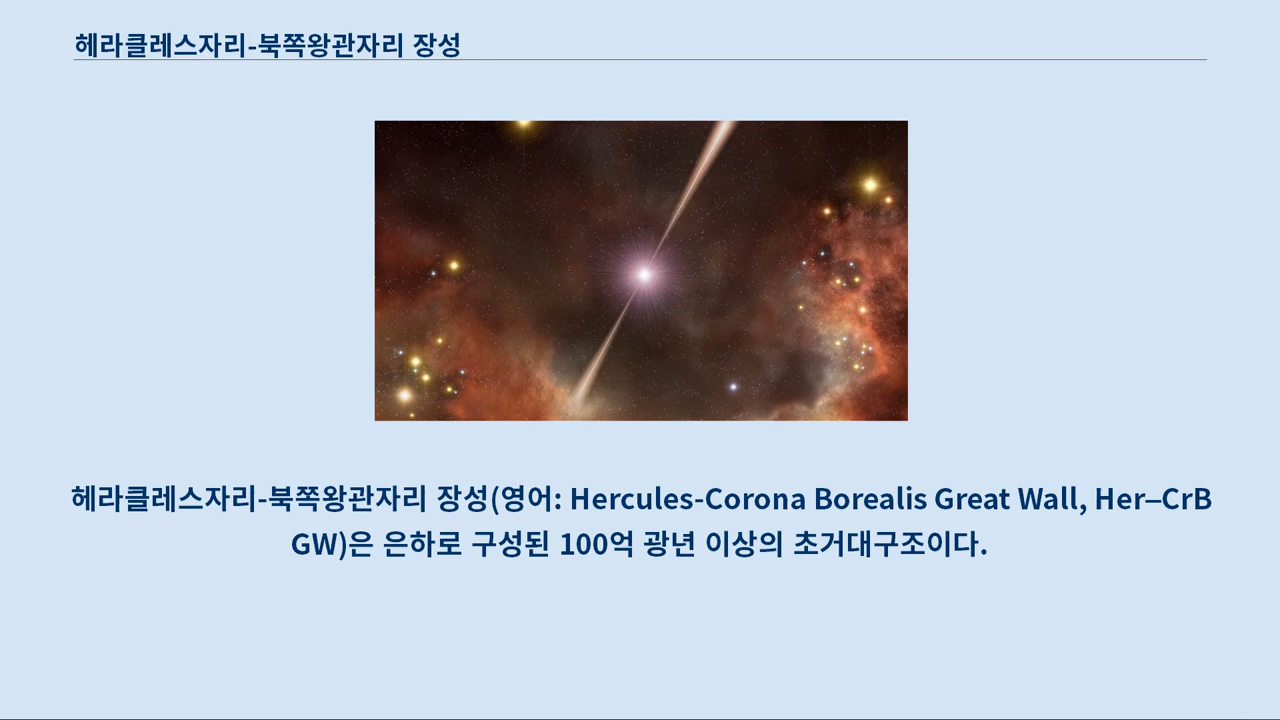 헤라클레스자리-북쪽왕관자리 장성
헤라클레스자리-북쪽왕관자리 장성(영어: Hercules-Corona Borealis Great Wall, Her–CrB
GW)은 은하로 구성된 100억 광년 이상의 초거대구조이다.